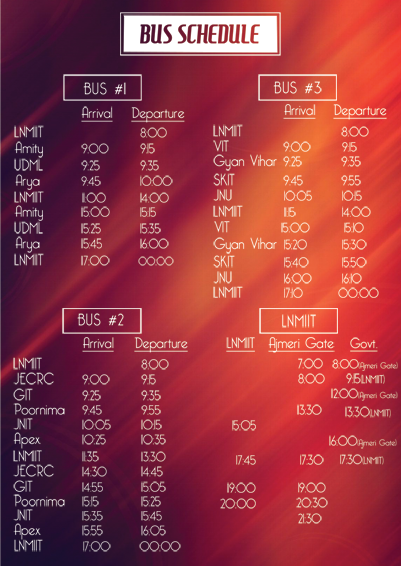 BUS SCHEDULE
BUS #1
Arrival Departure
LNMIIT 8:00
Amity 9:00 9:15
UDML 9:25 9:35
Arya 9:45 10:00
LNMIIT 11:00 14:00
Amity 15:00 15:15
UDML 15:25 15:35
Arya 15:45 16:00
LNMIIT 17:00 00:00
BUS #3
Arrival Departure
LNMIIT 8:00
VIT 9:00 9:15
Gyan Vihar 9:25 9:35
SKIT 9:45 9:55
JNU 10:05 10:15
LNMIIT 11:15 14:00
VIT 15:00 15:10
Gyan Vihar 15:20 15:30
SKIT 15:40 15:50
JNU 16:00 16:10
LNMIIT 17:10 00:00
BUS #2
Arrival Departure
LNMIIT 8:00
JECRC 9:00 9:15
GIT 9:25 9:35
Poornima 9:45 9:55
JNIT 10:05 10:15
Apex 10:25 10:35
LNMIIT 11:35 13:30
JECRC 14:30 14:45
GIT 14:55 15:05
Poornima 15:15 15:25
JNIT 15:35 15:45
Apex 15:55 16:05
LNMIIT 17:00 00:00
LNMIIT
LNMIIT Ajmeri Gate Govt.
7:00 8:00(Ajmeri Gate)
8:00 9:15(LNMIIT)
12:00(Ajmeri Gate)
13:30 13:30(LNMIIT)
15:05
16:00(Ajmeri Gate)
17:45 17:30 17:30(LNMIIT)
19:00 19:00
20:00 20:30
21:30